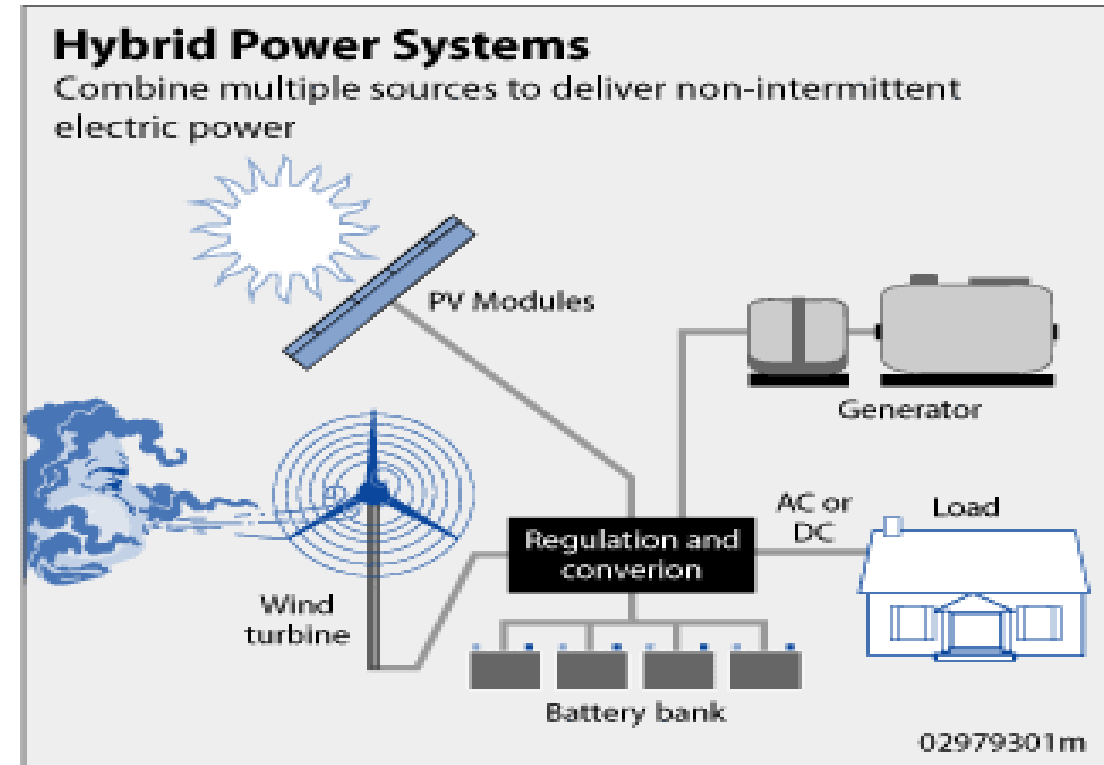 Hybrid Power Systems
Combine multiple sources to deliver non-intermittent
electric power
PV Modules
Generator
AC or
DC
Load
Regulation and
converion
Wind
turbine
Battery bank
02979301m